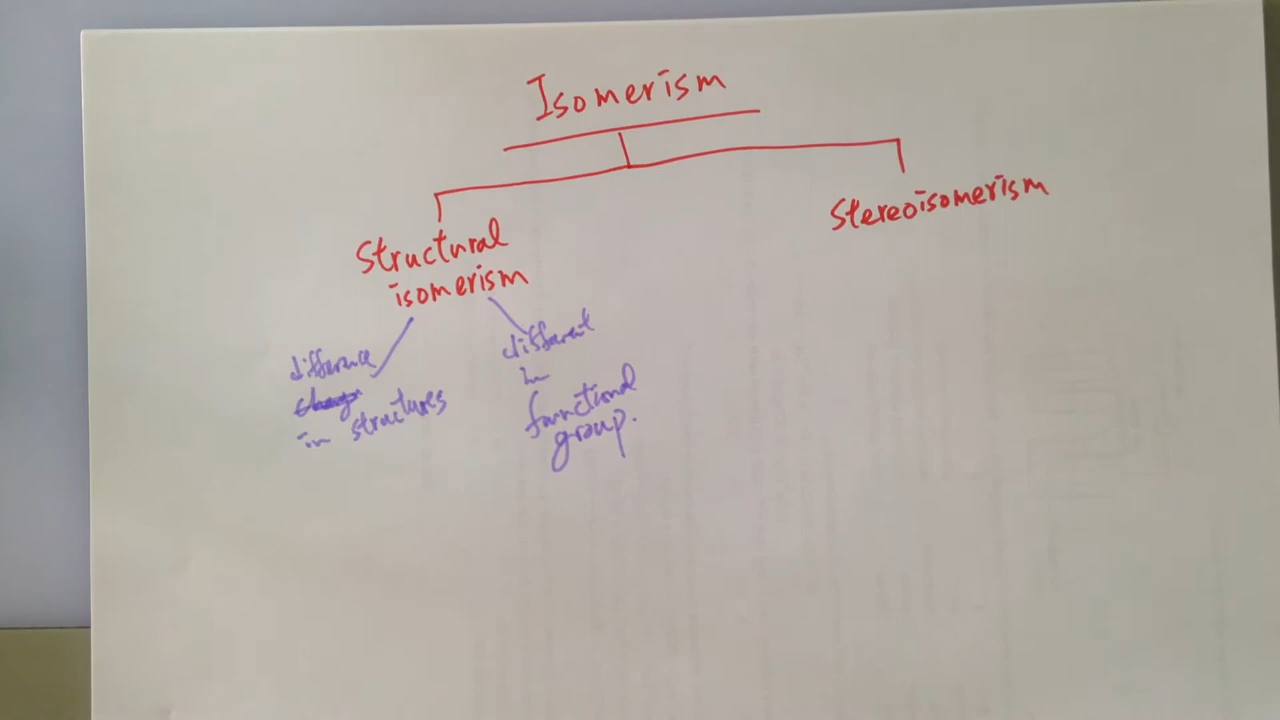 Isomerism
Structural
isomerism
Stereoisomerism
difference
in structures
different
in
functional
group.